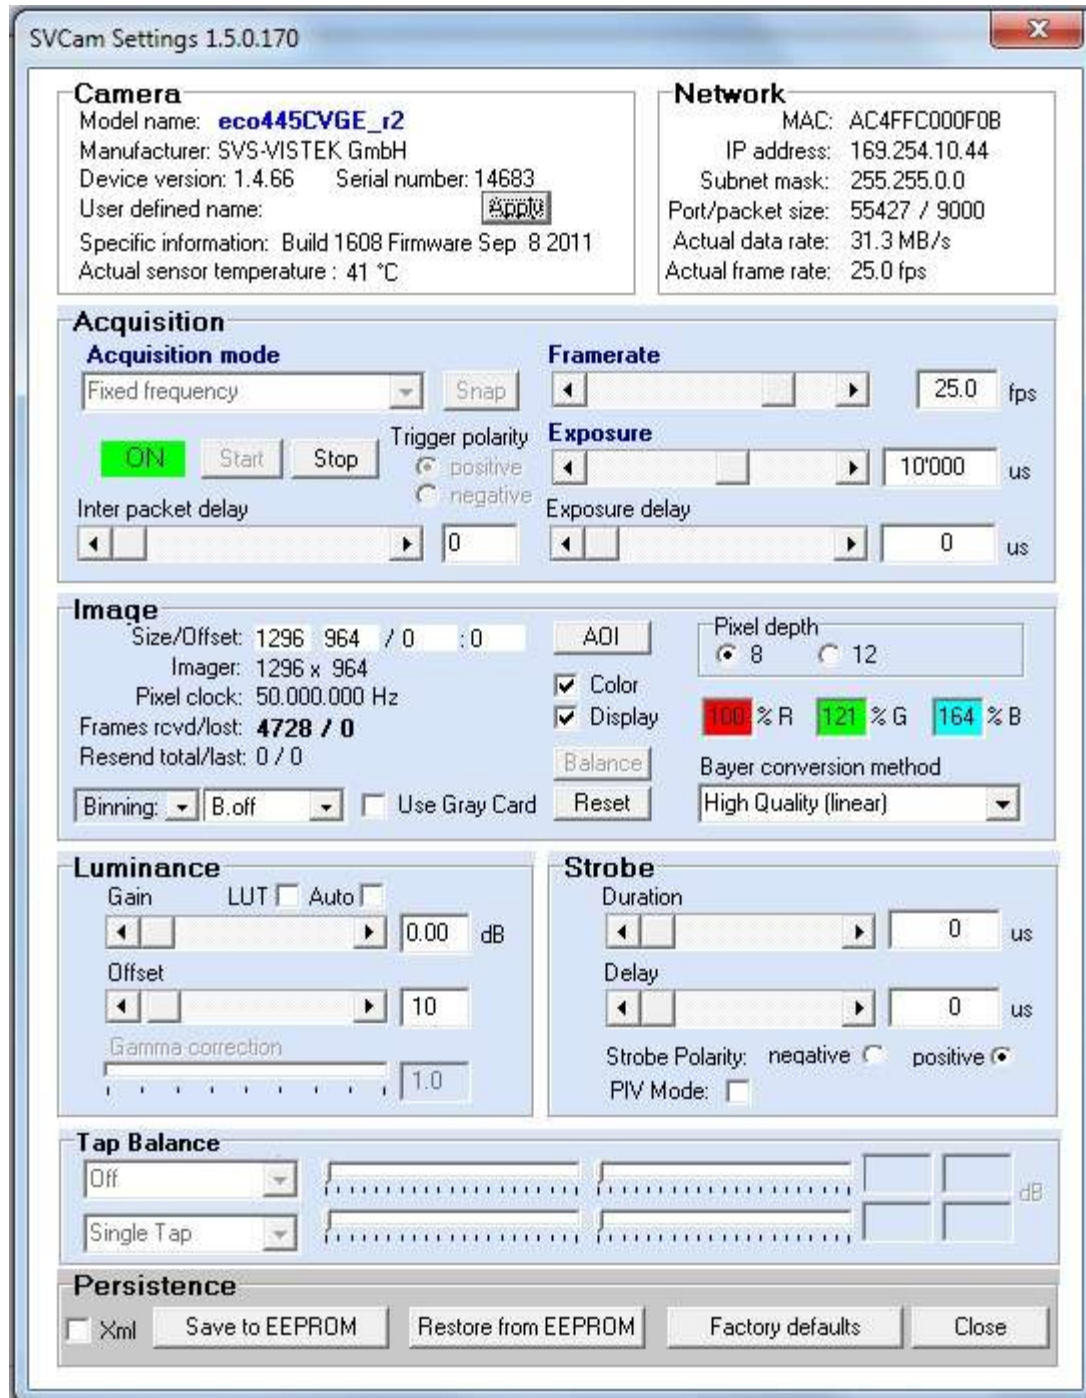 SVCam Settings 1.5.0.170
Camera
Model name: eco445CVGE_r2
Manufacturer: SVS-VISTEK GmbH
Device version: 1.4.66 Serial number: 14683
User defined name: Apply
Specific information: Build 1608 Firmware Sep 8 2011
Actual sensor temperature : 41 °C
Network
MAC: AC4FFC000F0B
IP address: 169.254.10.44
Subnet mask: 255.255.0.0
Port/packet size: 55427 / 9000
Actual data rate: 31.3 MB/s
Actual frame rate: 25.0 fps
Acquisition
Acquisition mode
Fixed frequency Snap
ON Start Stop
Trigger polarity
positive
negative
Inter packet delay
0
Framerate
25.0 fps
Exposure
10'000 us
Exposure delay
0 us
Image
Size/Offset: 1296 964 / 0 : 0
Imager: 1296 x 964
Pixel clock: 50.000.000 Hz
Frames rcvd/lost: 4728 / 0
Resend total/last: 0 / 0
Binning: B.off Use Gray Card
AOI
Color
Display
Balance
Reset
Pixel depth
8 12
100 % R 121 % G 164 % B
Bayer conversion method
High Quality (linear)
Luminance
Gain LUT Auto
0.00 dB
Offset
10
Gamma correction
1.0
Strobe
Duration
0 us
Delay
0 us
Strobe Polarity: negative positive
PIV Mode:
Tap Balance
Off
dB
Single Tap
Persistence
Xml Save to EEPROM Restore from EEPROM Factory defaults Close